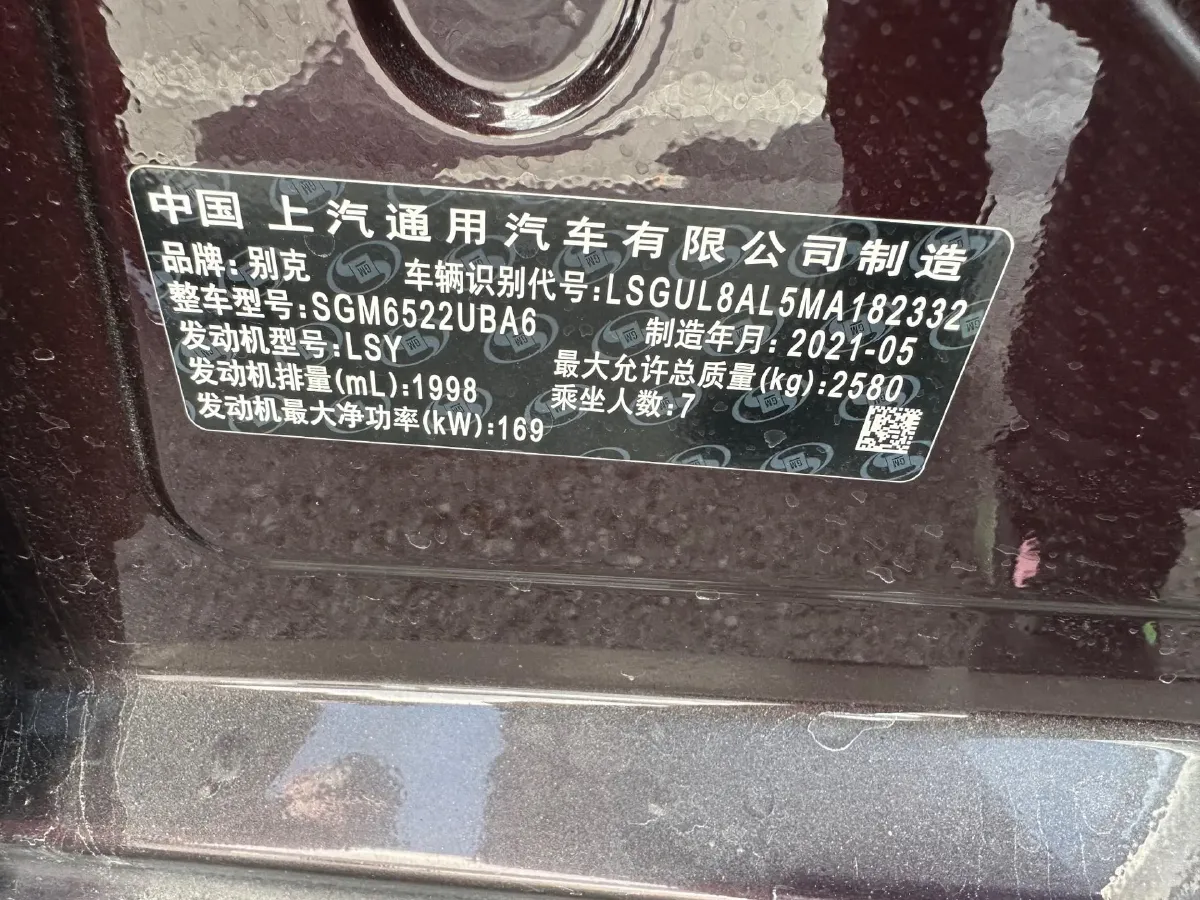 中国 上汽通用汽车有限公司制造
品牌:别克 车辆识别代号:LSGUL8AL5MA182332
整车型号:SGM6522UBA6 制造年月:2021-05
发动机型号:LSY 最大允许总质量(kg):2580
发动机排量(mL):1998 乘坐人数:7
发动机最大净功率(kW):169